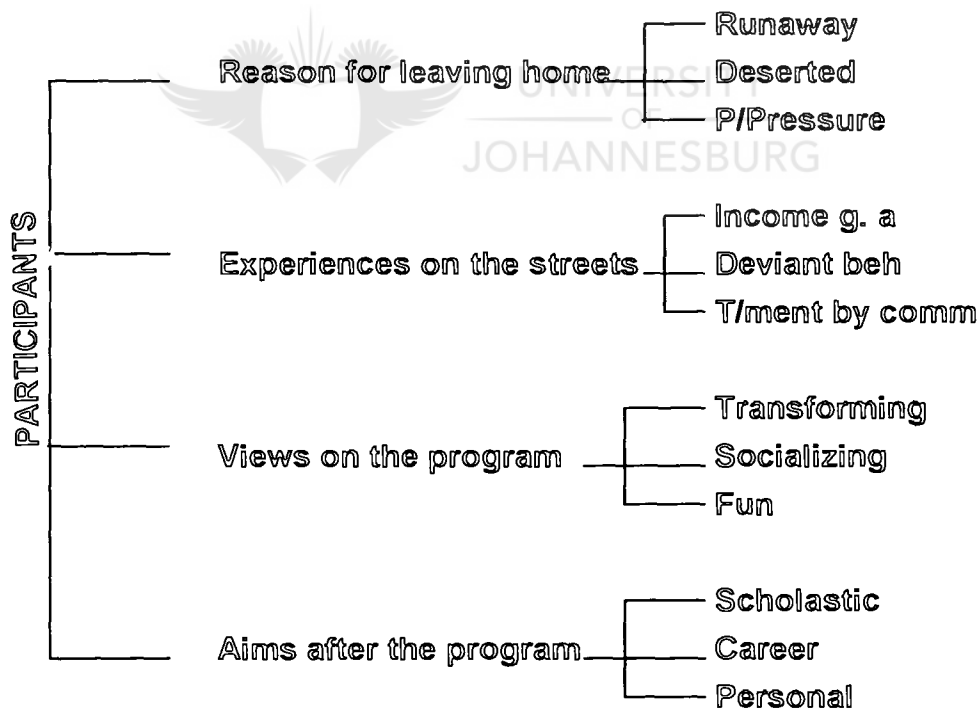 PARTICIPANTS
Reason for leaving home
Runaway
Deserted
P/Pressure
UNIVERSITY
OF
JOHANNESBURG
Experiences on the streets
Income g. a
Deviant beh
T/ment by comm
Views on the program
Transforming
Socializing
Fun
Aims after the program
Scholastic
Career
Personal